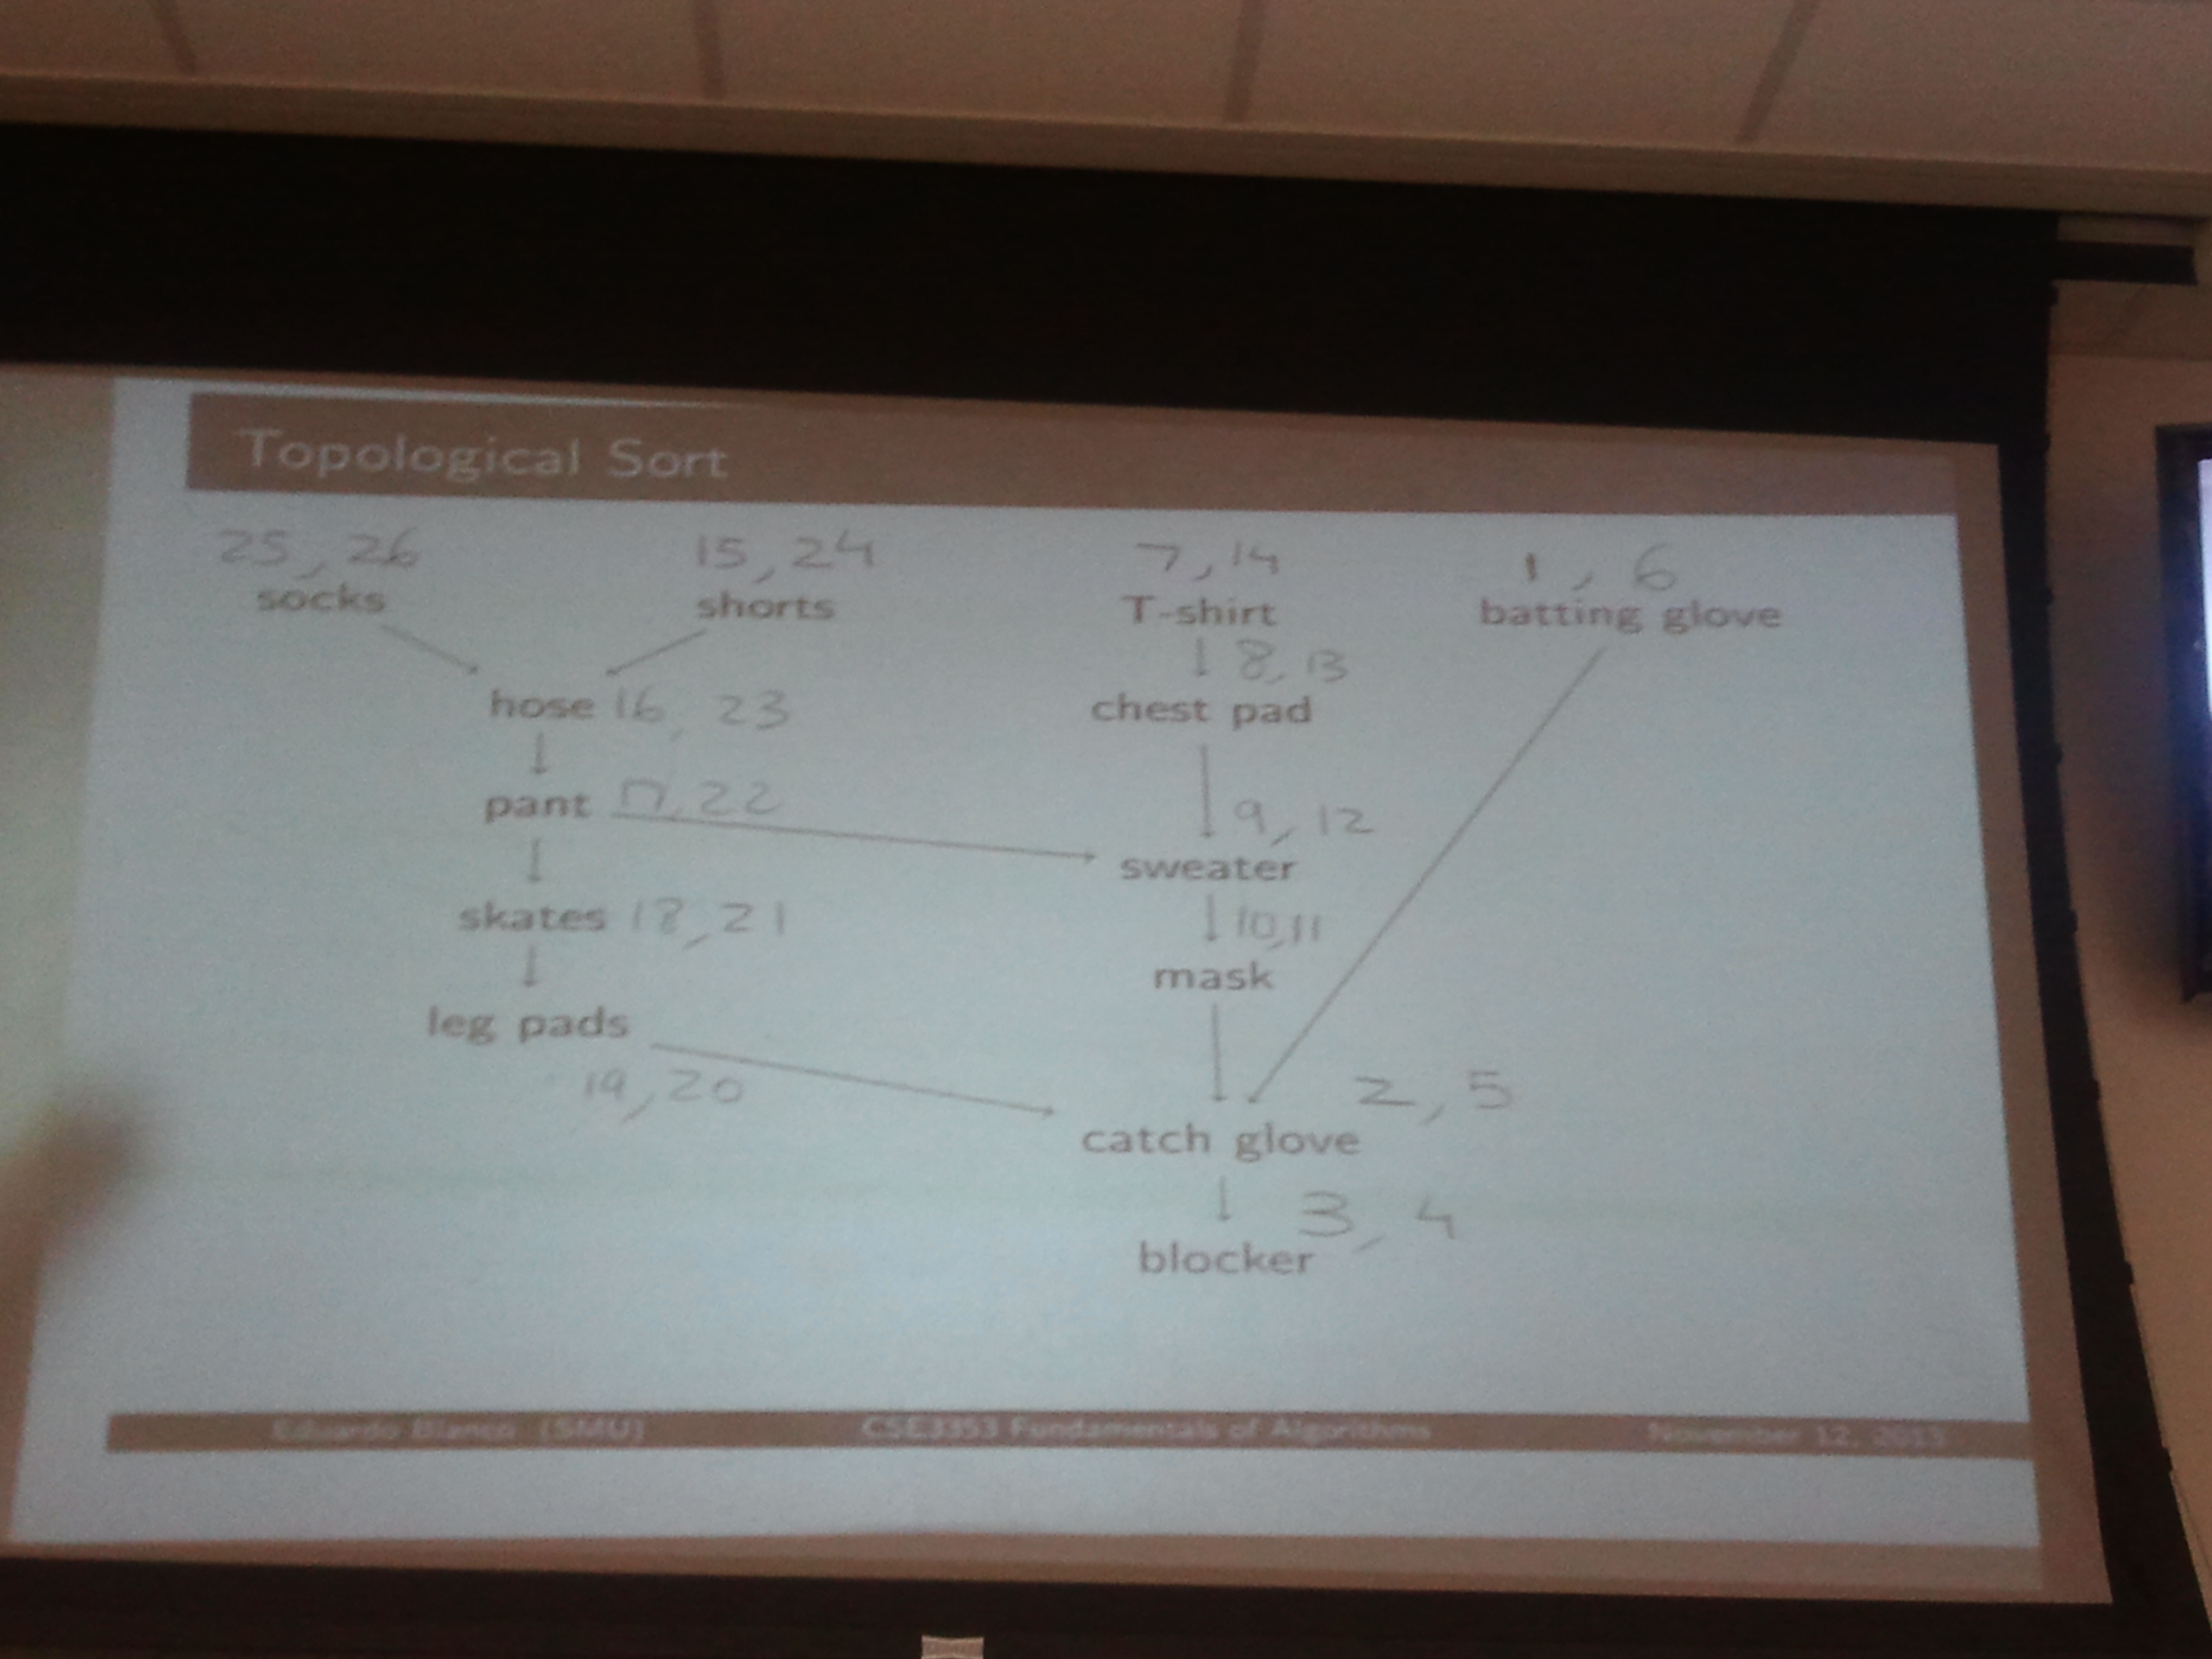 Topological Sort
25, 26 15, 24 7, 14 1, 6
socks shorts T-shirt batting glove
8, 13
hose 16, 23 chest pad
pant 17, 22
9, 12
sweater
skates 18, 21 10,11
mask
leg pads
19, 20 2, 5
catch glove
3, 4
blocker
Eduardo Blanco (SMU) CSE3353 Fundamentals of Algorithms November 12, 2013